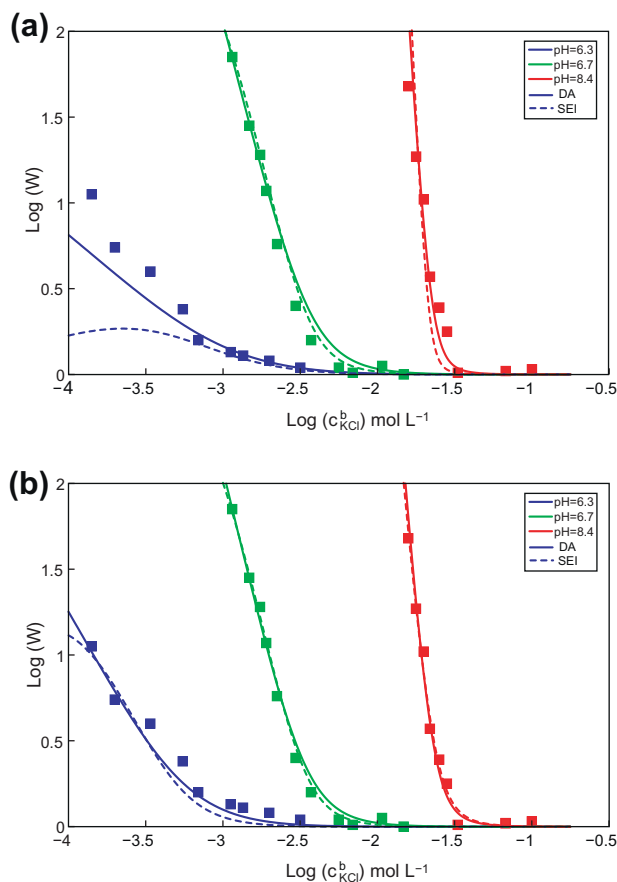 (a)
2
1.5
1
0.5
0
Log (W)
pH=6.3
pH=6.7
pH=8.4
DA
SEI
−4 −3.5 −3 −2.5 −2 −1.5 −1 −0.5
Log (c^b_KCl) mol L⁻¹
(b)
2
1.5
1
0.5
0
Log (W)
pH=6.3
pH=6.7
pH=8.4
DA
SEI
−4 −3.5 −3 −2.5 −2 −1.5 −1 −0.5
Log (c^b_KCl) mol L⁻¹